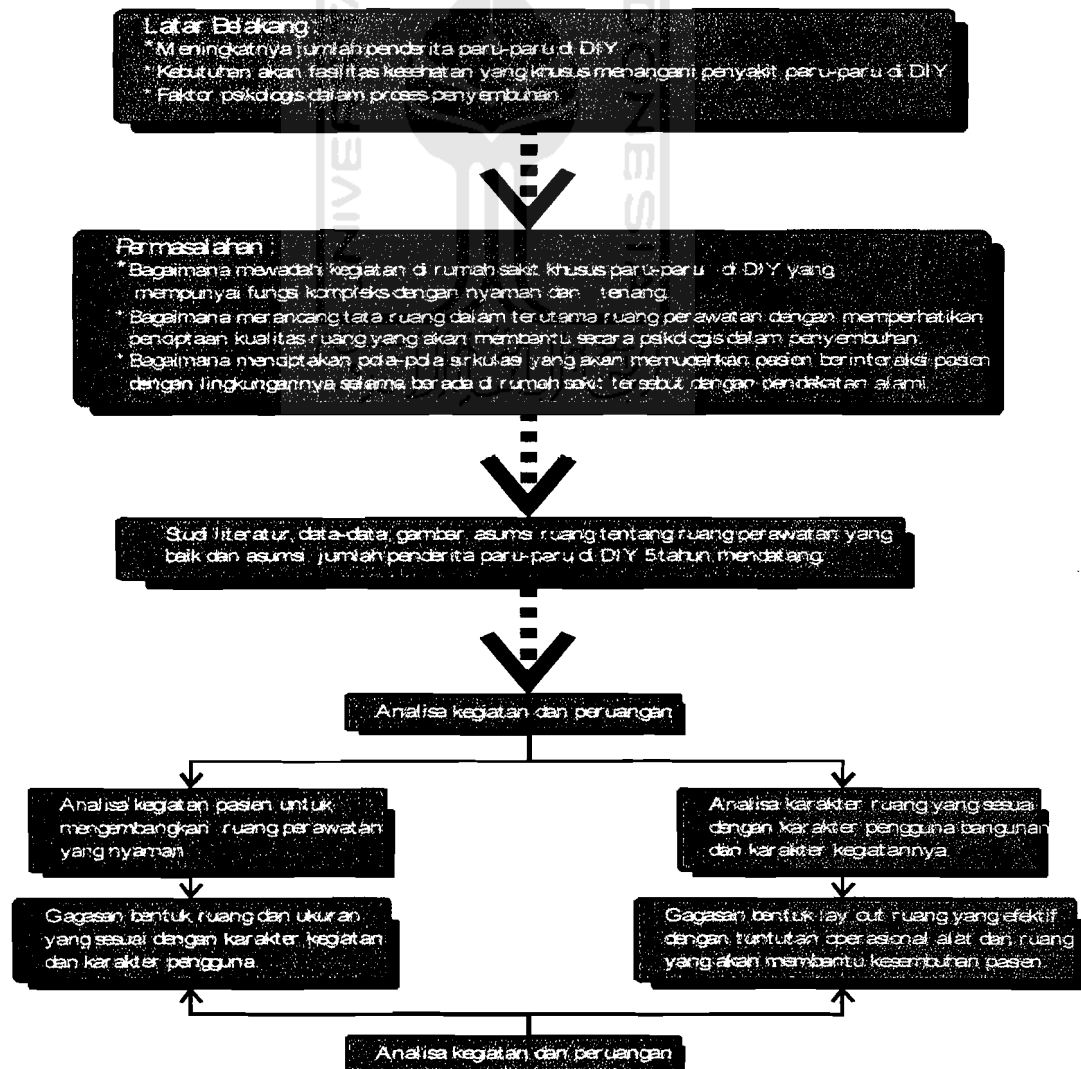 Latar Belakang :
* Meningkatnya jumlah penderita paru-paru di DIY
* Kebutuhan akan fasilitas kesehatan yang khusus menangani penyakit paru-paru di DIY
* Faktor psikologis dalam proses penyembuhan
Permasalahan :
* Bagaimana mewadahi kegiatan di rumah sakit khusus paru-paru di DIY yang
mempunyai fungsi kompleks dengan nyaman dan tenang.
* Bagaimana merancang tata ruang dalam terutama ruang perawatan dengan memperhatikan
penciptaan kualitas ruang yang akan membantu secara psikologis dalam penyembuhan.
* Bagaimana menciptakan pola-pola sirkulasi yang akan memudahkan pasien berinteraksi pasien
dengan lingkungannya selama berada di rumah sakit tersebut dengan pendekatan alami.
Studi literatur, data-data, gambar, asumsi ruang tentang ruang perawatan yang
baik dan asumsi jumlah penderita paru-paru di DIY 5 tahun mendatang.
Analisa kegiatan dan peruangan
Analisa kegiatan pasien untuk
mengembangkan ruang perawatan
yang nyaman
Analisa karakter ruang yang sesuai
dengan karakter pengguna bangunan
dan karakter kegiatannya.
Gagasan bentuk, ruang dan ukuran
yang sesuai dengan karakter kegiatan
dan karakter pengguna.
Gagasan bentuk lay out ruang yang efektif
dengan tuntutan operasional alat dan ruang
yang akan membantu kesembuhan pasien.
Analisa kegiatan dan peruangan